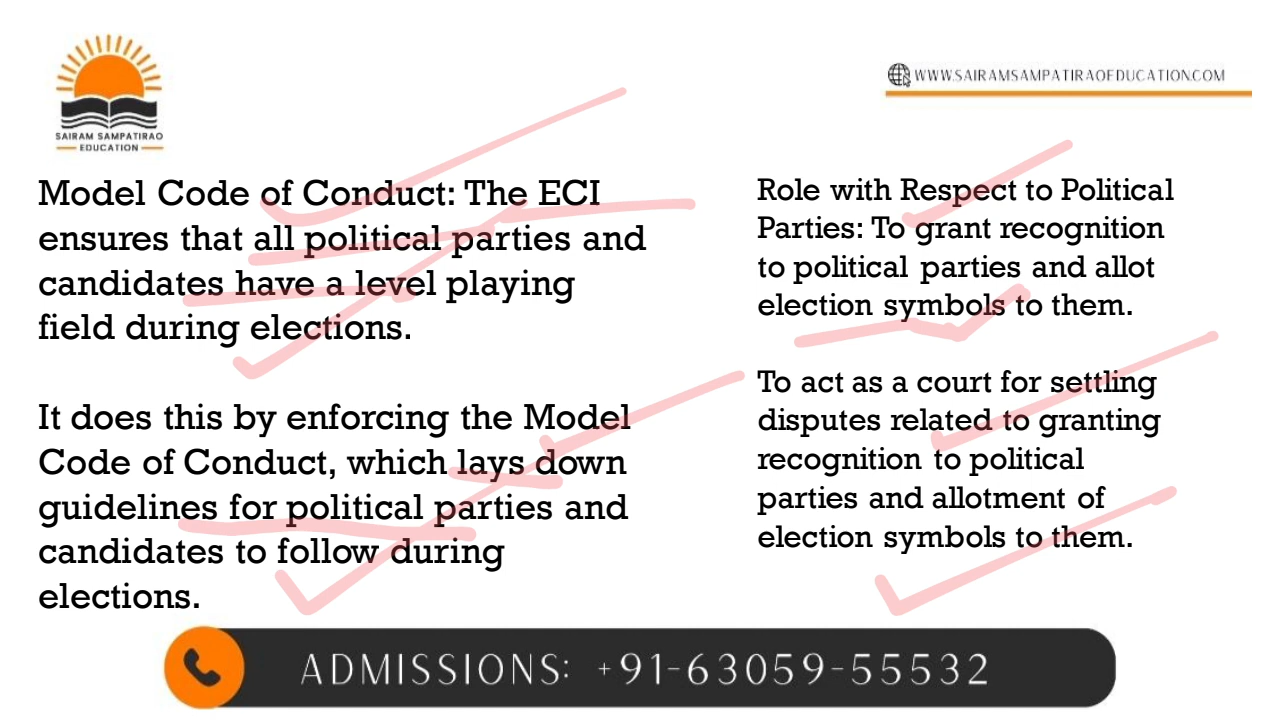 SAIRAM SAMPATIRAO
EDUCATION
WWW.SAIRAMSAMPATIRAOEDUCATION.COM
Model Code of Conduct: The ECI
ensures that all political parties and
candidates have a level playing
field during elections.
It does this by enforcing the Model
Code of Conduct, which lays down
guidelines for political parties and
candidates to follow during
elections.
Role with Respect to Political
Parties: To grant recognition
to political parties and allot
election symbols to them.
To act as a court for settling
disputes related to granting
recognition to political
parties and allotment of
election symbols to them.
ADMISSIONS: +91-63059-55532